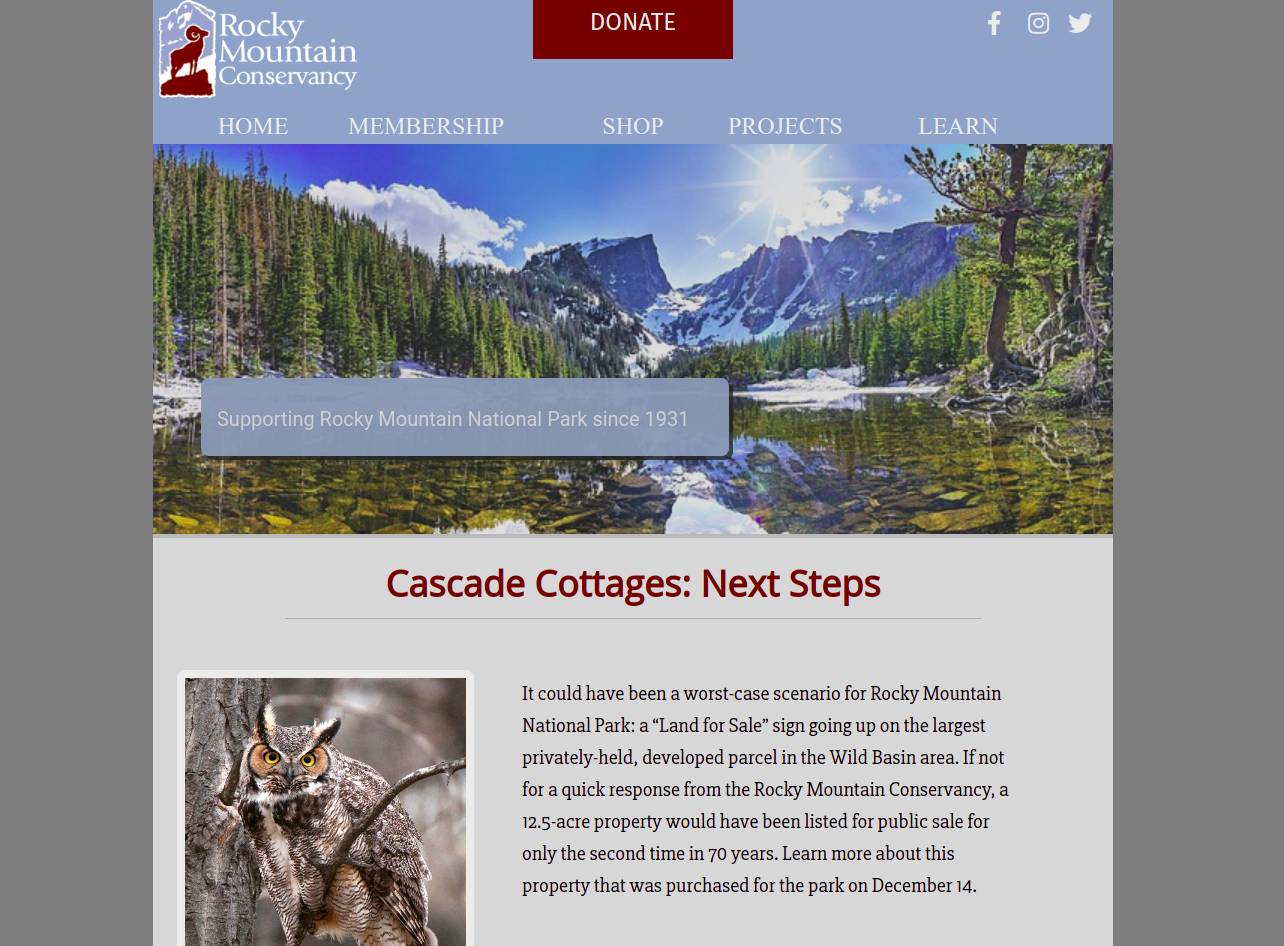 Rocky
Mountain
Conservancy
DONATE
HOME MEMBERSHIP SHOP PROJECTS LEARN
Supporting Rocky Mountain National Park since 1931
Cascade Cottages: Next Steps
It could have been a worst-case scenario for Rocky Mountain
National Park: a “Land for Sale” sign going up on the largest
privately-held, developed parcel in the Wild Basin area. If not
for a quick response from the Rocky Mountain Conservancy, a
12.5-acre property would have been listed for public sale for
only the second time in 70 years. Learn more about this
property that was purchased for the park on December 14.